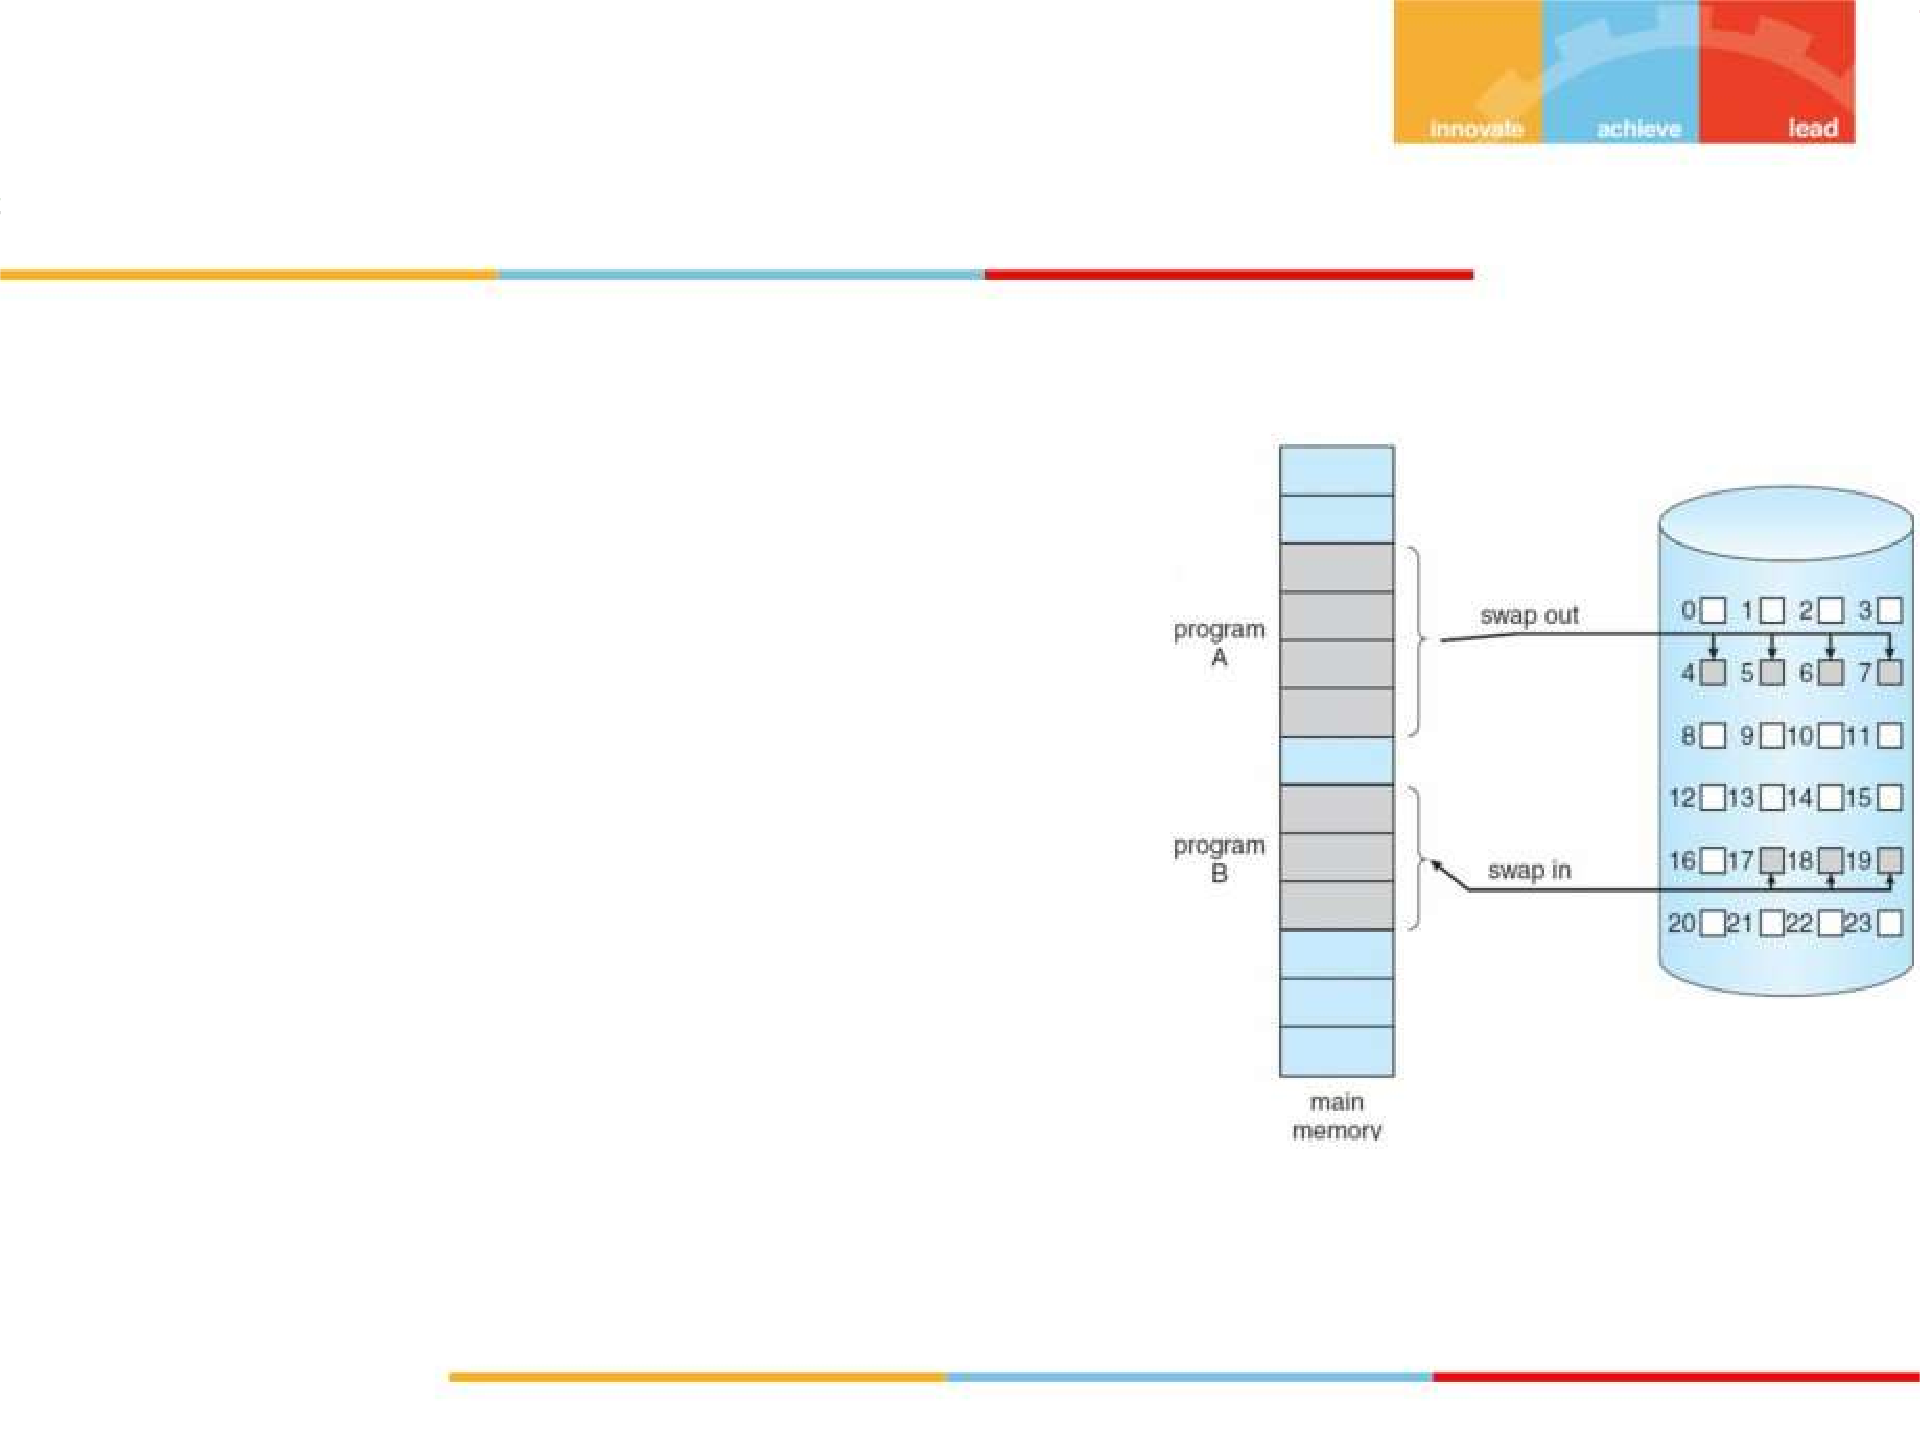 innovate achieve lead
swap out
program
A
0 1 2 3
4 5 6 7
8 9 10 11
12 13 14 15
program
B
swap in
16 17 18 19
20 21 22 23
main
memory